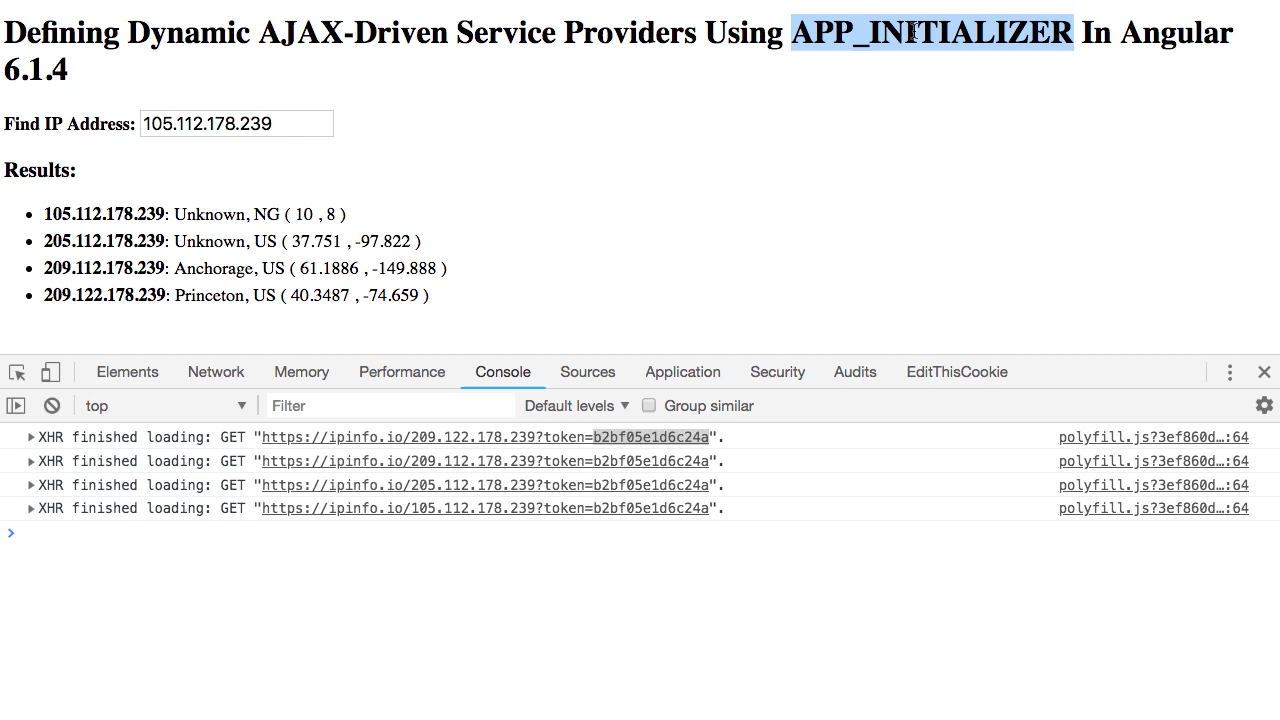 Defining Dynamic AJAX-Driven Service Providers Using APP_INITIALIZER In Angular
6.1.4
Find IP Address: 105.112.178.239
Results:
• 105.112.178.239: Unknown, NG ( 10 , 8 )
• 205.112.178.239: Unknown, US ( 37.751 , -97.822 )
• 209.112.178.239: Anchorage, US ( 61.1886 , -149.888 )
• 209.122.178.239: Princeton, US ( 40.3487 , -74.659 )
Elements Network Memory Performance Console Sources Application Security Audits EditThisCookie
top Filter Default levels Group similar
XHR finished loading: GET "https://ipinfo.io/209.122.178.239?token=b2bf05e1d6c24a". polyfill.js?3ef860d…:64
XHR finished loading: GET "https://ipinfo.io/209.112.178.239?token=b2bf05e1d6c24a". polyfill.js?3ef860d…:64
XHR finished loading: GET "https://ipinfo.io/205.112.178.239?token=b2bf05e1d6c24a". polyfill.js?3ef860d…:64
XHR finished loading: GET "https://ipinfo.io/105.112.178.239?token=b2bf05e1d6c24a". polyfill.js?3ef860d…:64